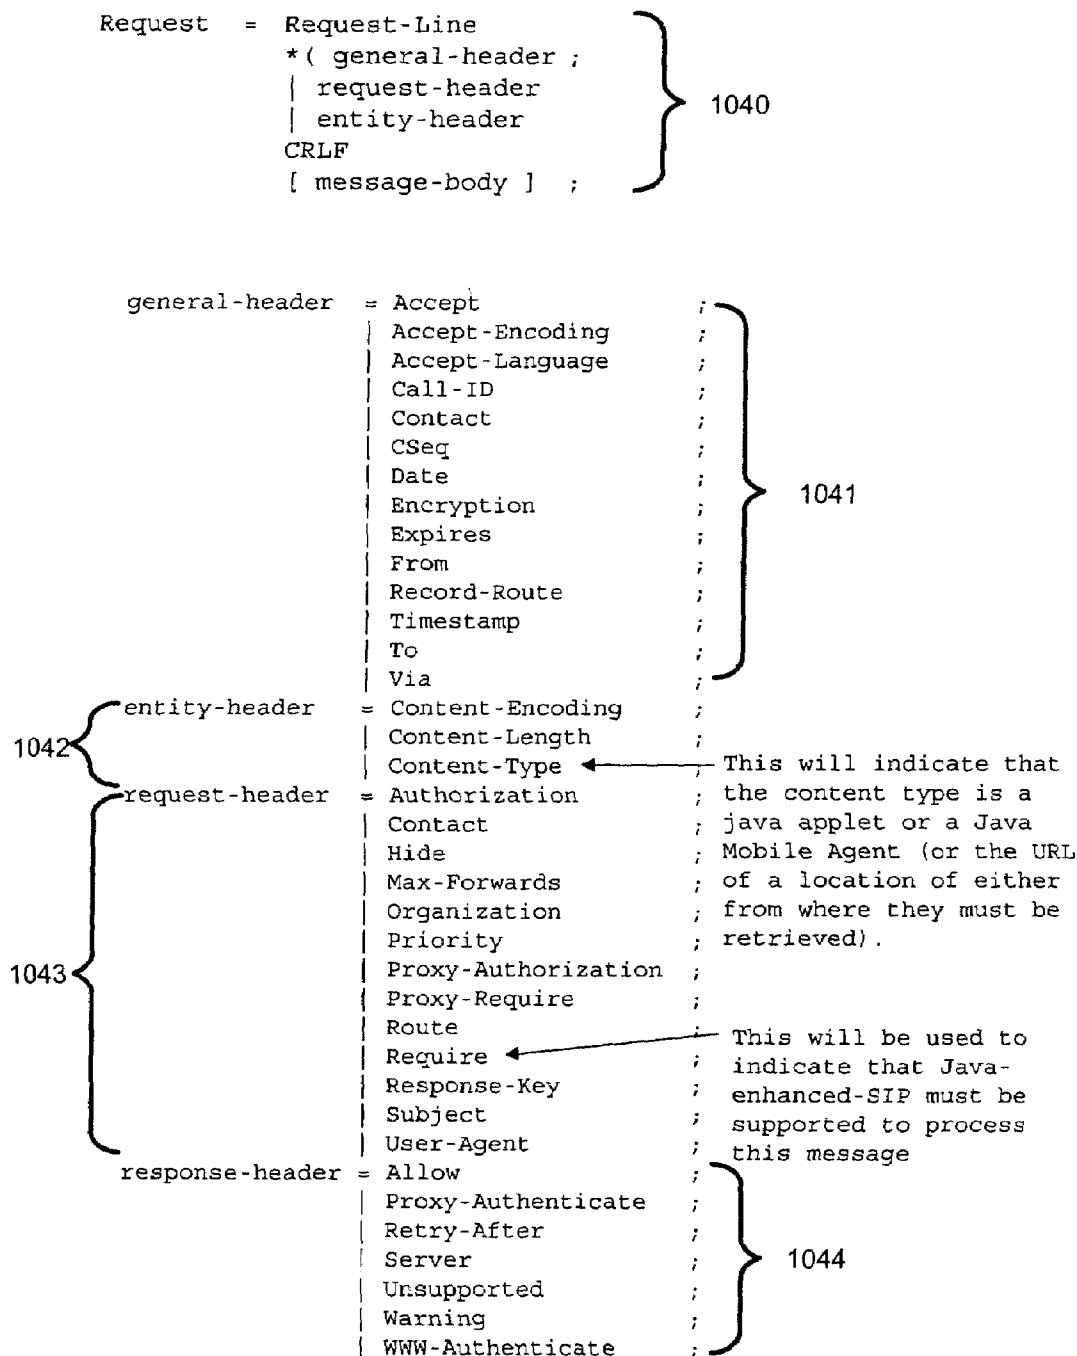 Request = Request-Line
*( general-header ;
| request-header
| entity-header
CRLF
[ message-body ] ;
1040
general-header = Accept ;
| Accept-Encoding ;
| Accept-Language ;
| Call-ID ;
| Contact ;
| CSeq ;
| Date ;
| Encryption ;
| Expires ;
| From ;
| Record-Route ;
| Timestamp ;
| To ;
| Via ;
1041
entity-header = Content-Encoding ;
| Content-Length ;
| Content-Type ;
1042
This will indicate that
the content type is a
java applet or a Java
Mobile Agent (or the URL
of a location of either
from where they must be
retrieved).
request-header = Authorization ;
| Contact ;
| Hide ;
| Max-Forwards ;
| Organization ;
| Priority ;
| Proxy-Authorization ;
| Proxy-Require ;
| Route ;
| Require ;
| Response-Key ;
| Subject ;
| User-Agent ;
1043
This will be used to
indicate that Java-
enhanced-SIP must be
supported to process
this message
response-header = Allow ;
| Proxy-Authenticate ;
| Retry-After ;
| Server ;
| Unsupported ;
| Warning ;
| WWW-Authenticate ;
1044